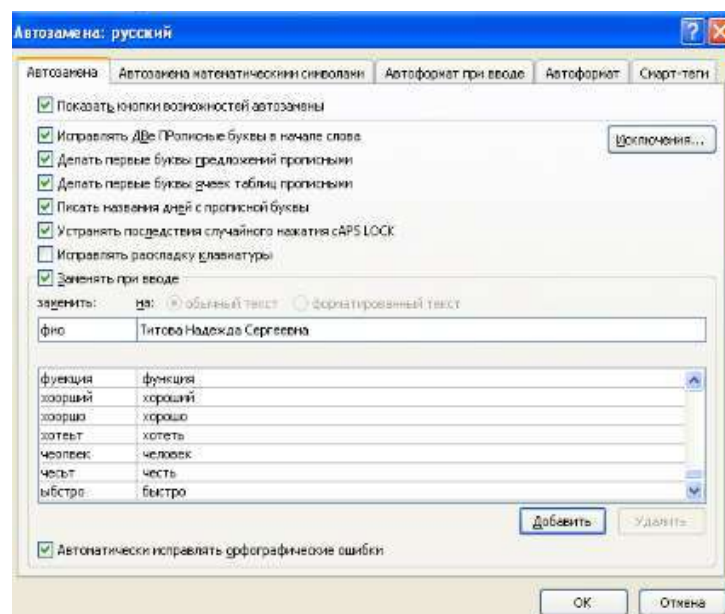 Автозамена: русский
Автозамена Автозамена математическими символами Автоформат при вводе Автоформат Смарт-теги
Показать кнопки возможностей автозамены
Исправлять ДВе ПРописные буквы в начале слова
Исключения...
Делать первые буквы предложений прописными
Делать первые буквы ячеек таблиц прописными
Писать названия дней с прописной буквы
Устранять последствия случайного нажатия cAPS LOCK
Исправлять раскладку клавиатуры
Заменять при вводе
заменить: на: обычный текст форматированный текст
фио Титова Надежда Сергеевна
фуекция функция
хоорший хороший
хооршо хорошо
хотеьт хотеть
чеолвек человек
чесьт честь
ыбстро быстро
Добавить Удалить
Автоматически исправлять орфографические ошибки
ОК Отмена